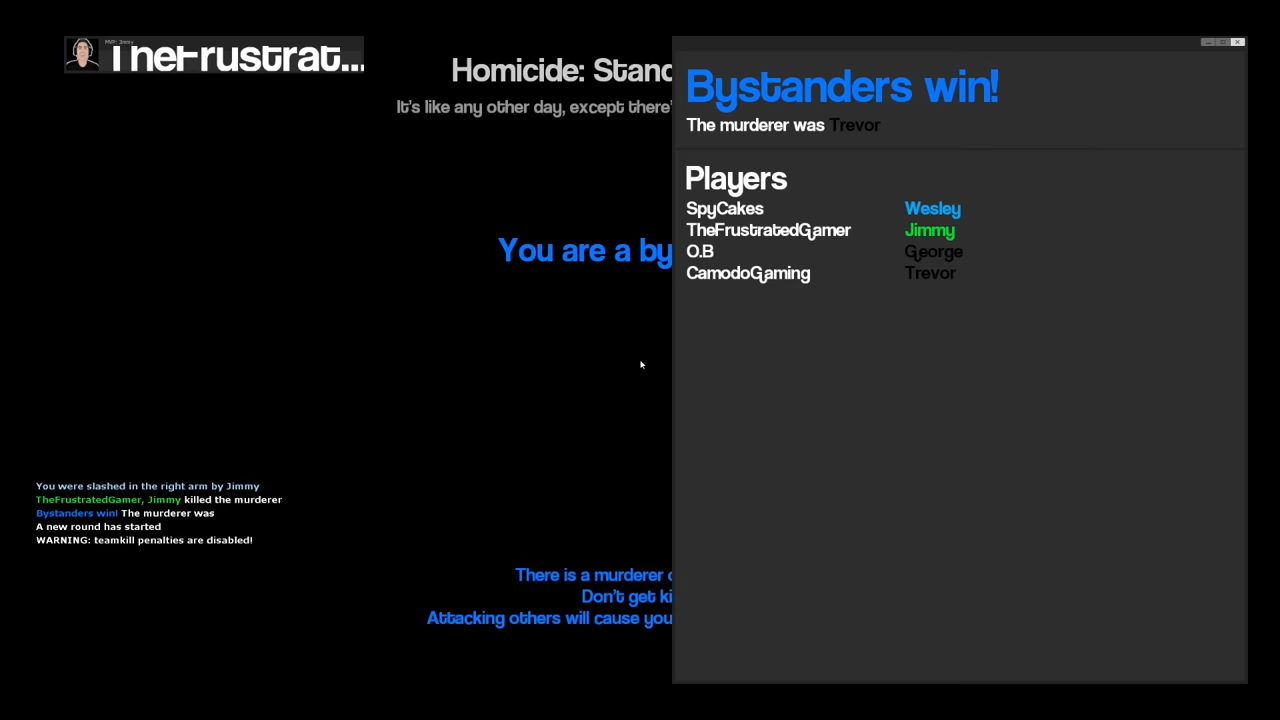 MVP: Jimmy
TheFrustrat...
Homicide: Stand
It's like any other day, except there'
You are a by
There is a murderer
Don't get ki
Attacking others will cause you
Bystanders win!
The murderer was Trevor
Players
SpyCakes Wesley
TheFrustratedGamer Jimmy
O.B George
CamodoGaming Trevor
You were slashed in the right arm by Jimmy
TheFrustratedGamer, Jimmy killed the murderer
Bystanders win! The murderer was
A new round has started
WARNING: teamkill penalties are disabled!